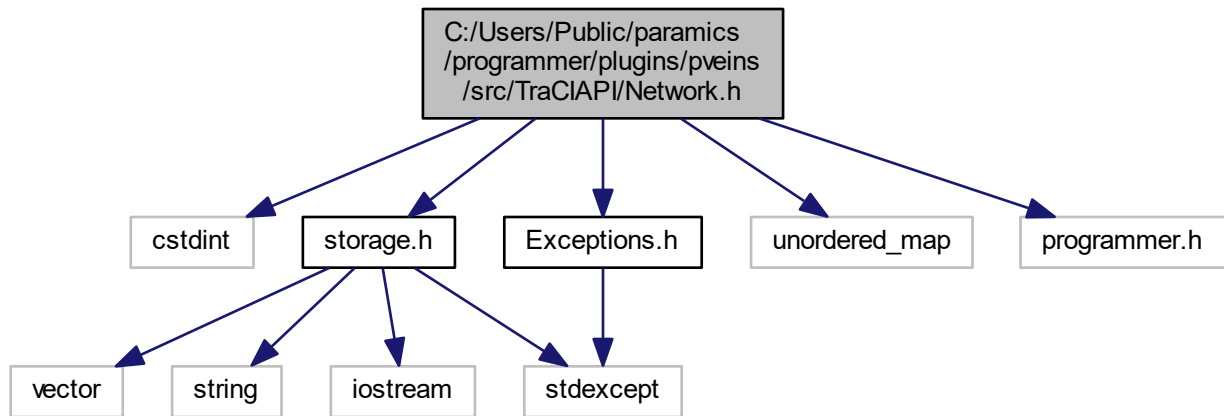 C:/Users/Public/paramics
/programmer/plugins/pveins
/src/TraCIAPI/Network.h
cstdint
storage.h
Exceptions.h
unordered_map
programmer.h
vector
string
iostream
stdexcept